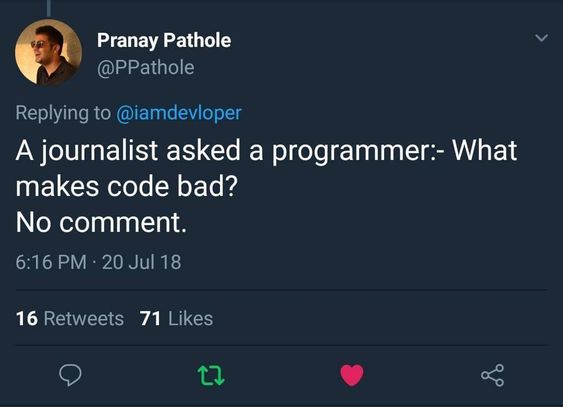 Pranay Pathole
@PPathole
Replying to @iamdevloper
A journalist asked a programmer:- What
makes code bad?
No comment.
6:16 PM · 20 Jul 18
16 Retweets 71 Likes